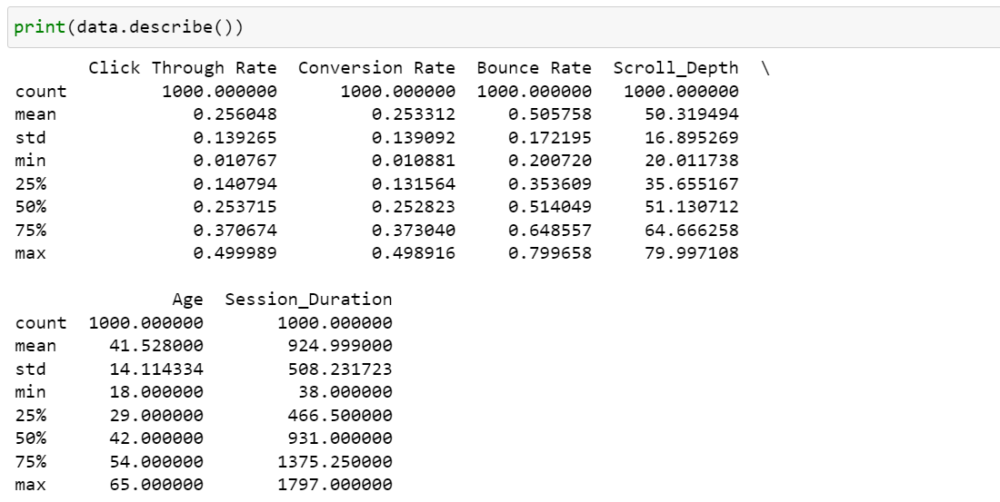 print(data.describe())
Click Through Rate  Conversion Rate  Bounce Rate  Scroll_Depth  \
count         1000.000000      1000.000000  1000.000000   1000.000000
mean             0.256048         0.253312     0.505758     50.319494
std              0.139265         0.139092     0.172195     16.895269
min              0.010767         0.010881     0.200720     20.011738
25%              0.140794         0.131564     0.353609     35.655167
50%              0.253715         0.252823     0.514049     51.130712
75%              0.370674         0.373040     0.648557     64.666258
max              0.499989         0.498916     0.799658     79.997108
Age  Session_Duration
count  1000.000000       1000.000000
mean     41.528000        924.999000
std      14.114334        508.231723
min      18.000000         38.000000
25%      29.000000        466.500000
50%      42.000000        931.000000
75%      54.000000       1375.250000
max      65.000000       1797.000000